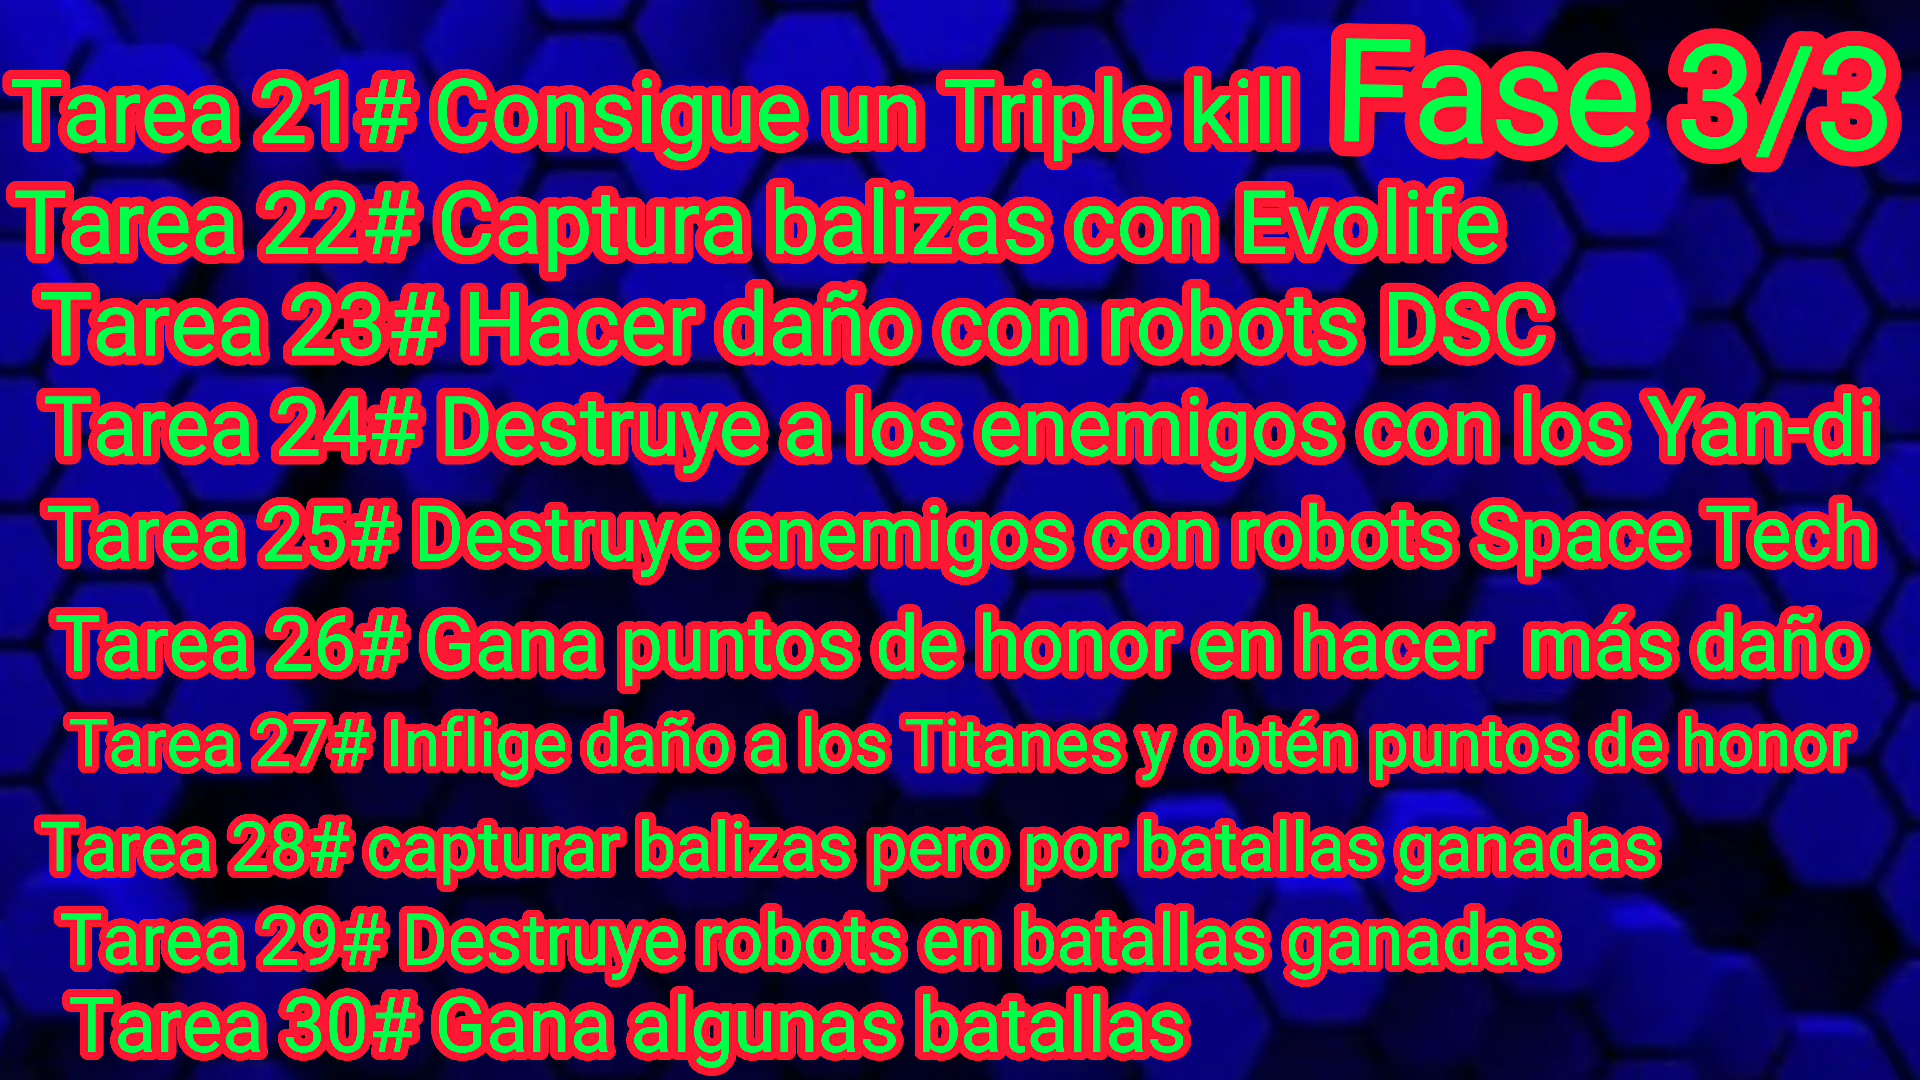 Tarea 21# Consigue un Triple kill Fase 3/3
Tarea 22# Captura balizas con Evolife
Tarea 23# Hacer daño con robots DSC
Tarea 24# Destruye a los enemigos con los Yan-di
Tarea 25# Destruye enemigos con robots Space Tech
Tarea 26# Gana puntos de honor en hacer más daño
Tarea 27# Inflige daño a los Titanes y obtén puntos de honor
Tarea 28# capturar balizas pero por batallas ganadas
Tarea 29# Destruye robots en batallas ganadas
Tarea 30# Gana algunas batallas